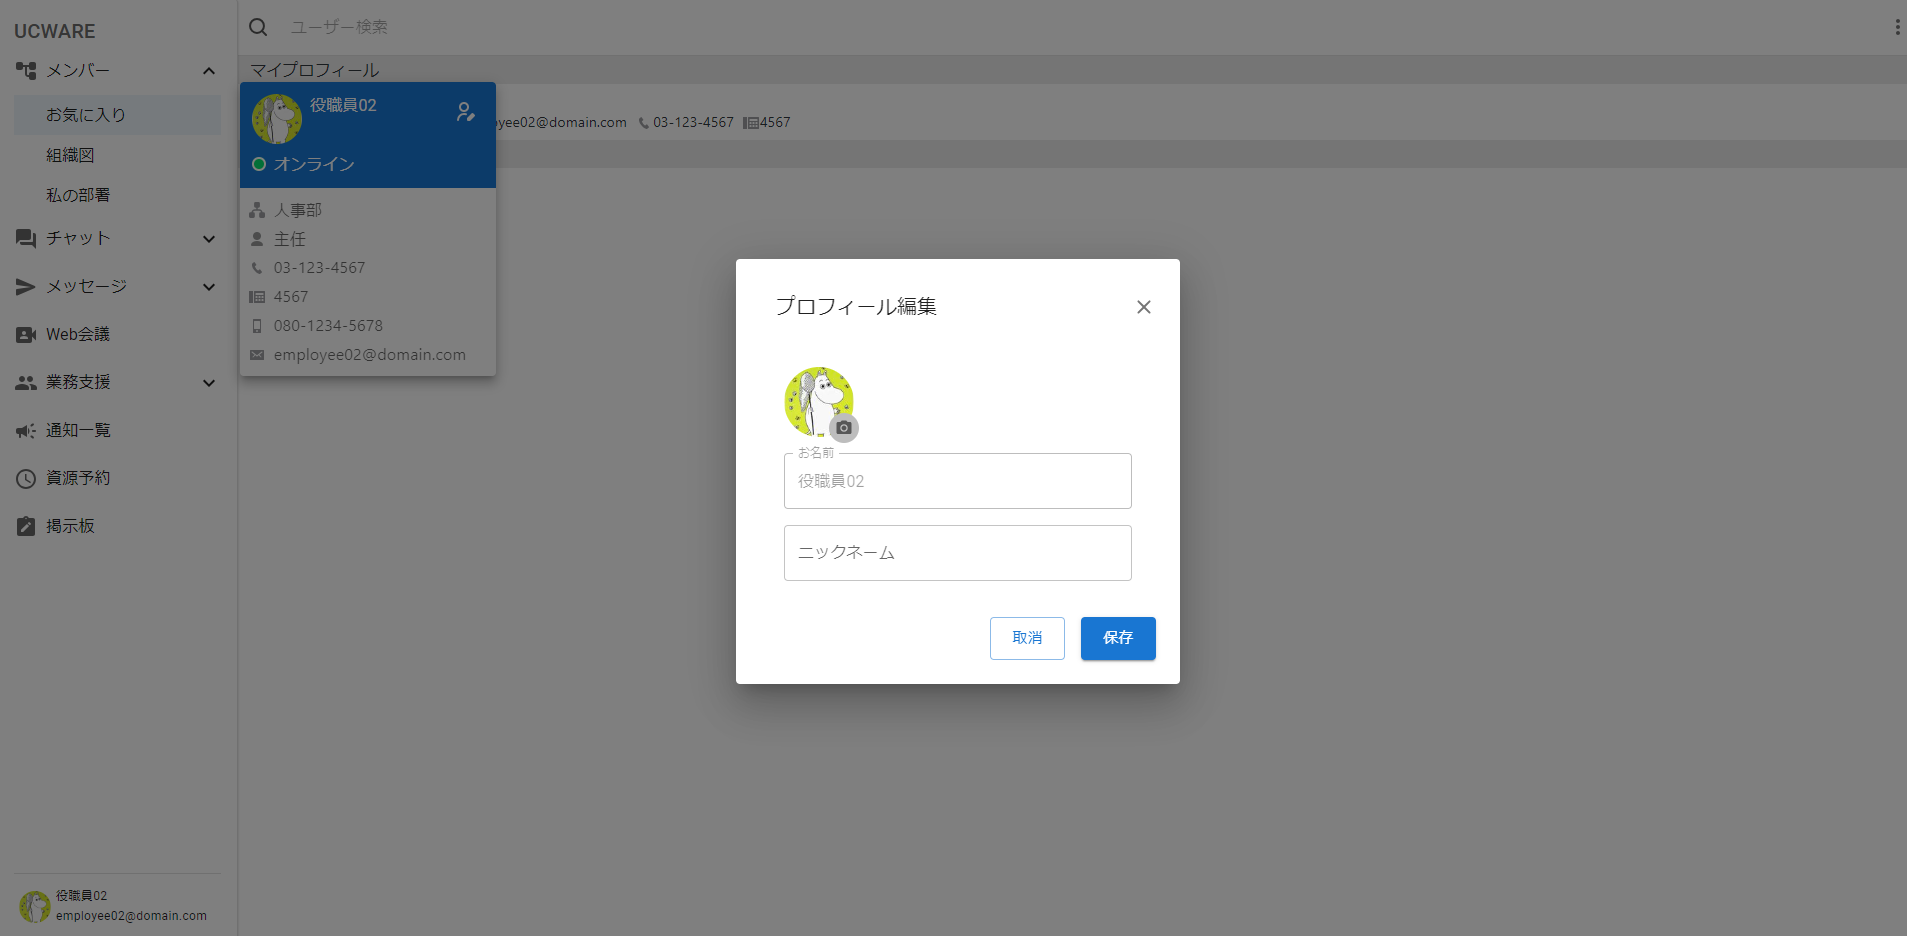 UCWARE
メンバー
お気に入り
組織図
私の部署
チャット
メッセージ
Web会議
業務支援
通知一覧
資源予約
掲示板
役職員02
employee02@domain.com
ユーザー検索
マイプロフィール
役職員02
オンライン
yee02@domain.com 03-123-4567 4567
人事部
主任
03-123-4567
4567
080-1234-5678
employee02@domain.com
プロフィール編集
お名前
役職員02
ニックネーム
取消 保存